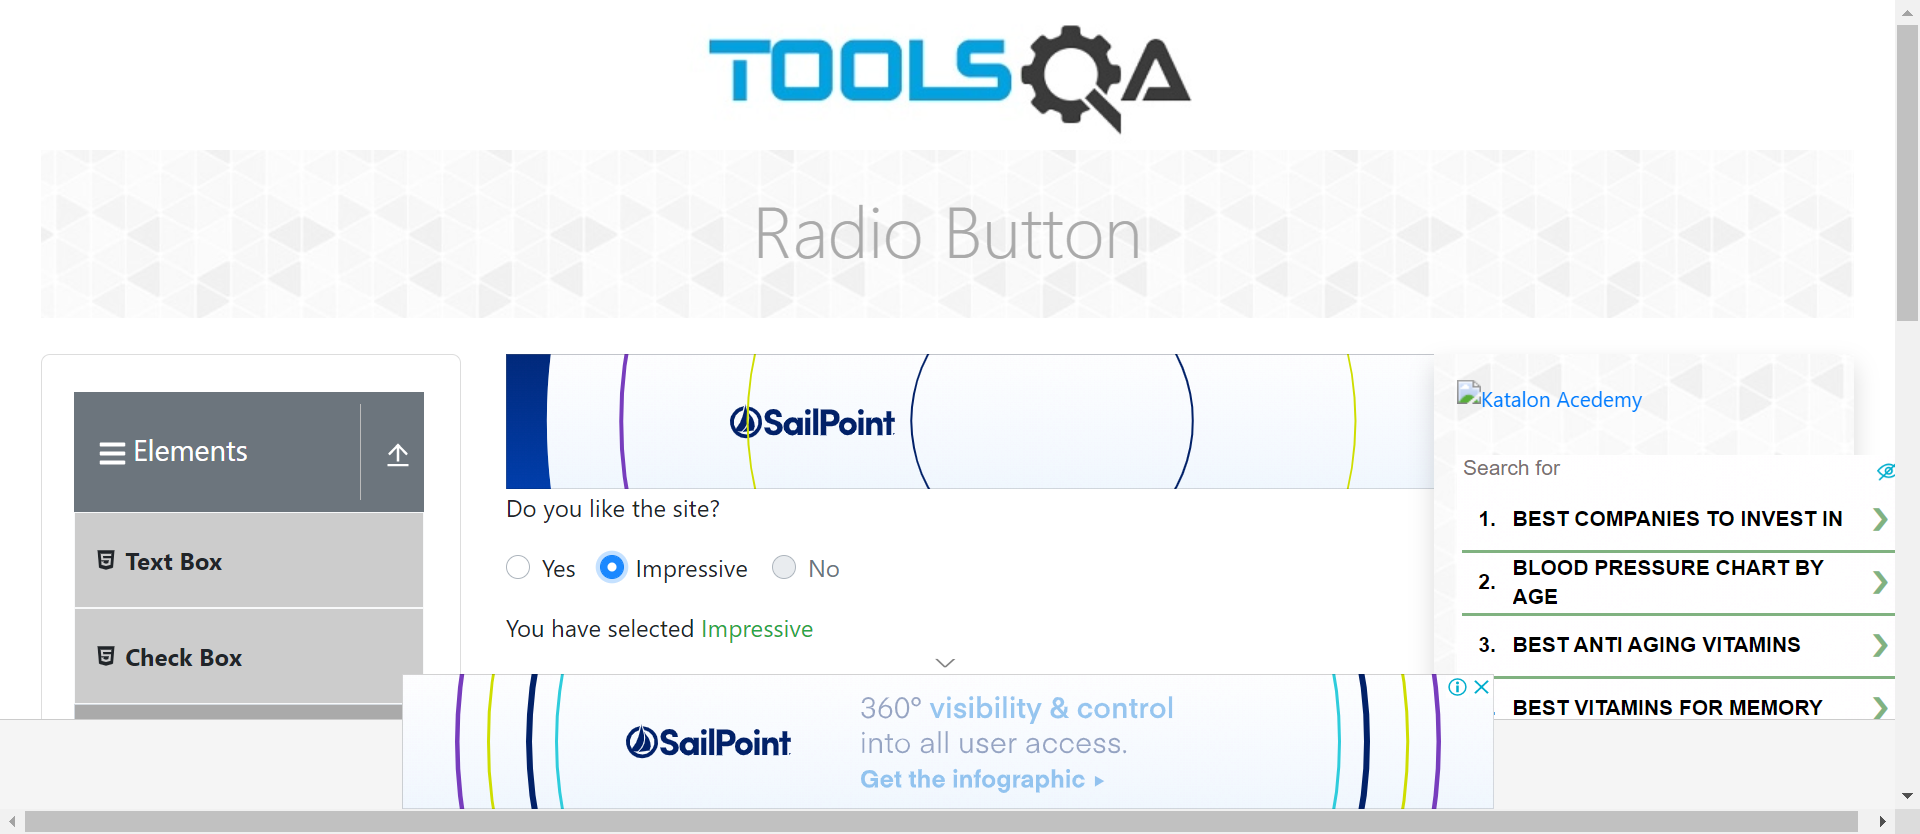 TOOLSQA
Radio Button
Elements
Text Box
Check Box
SailPoint
Do you like the site?
Yes Impressive No
You have selected Impressive
Katalon Acedemy
Search for
1. BEST COMPANIES TO INVEST IN
2. BLOOD PRESSURE CHART BY
AGE
3. BEST ANTI AGING VITAMINS
BEST VITAMINS FOR MEMORY
SailPoint
360° visibility & control
into all user access.
Get the infographic ▸